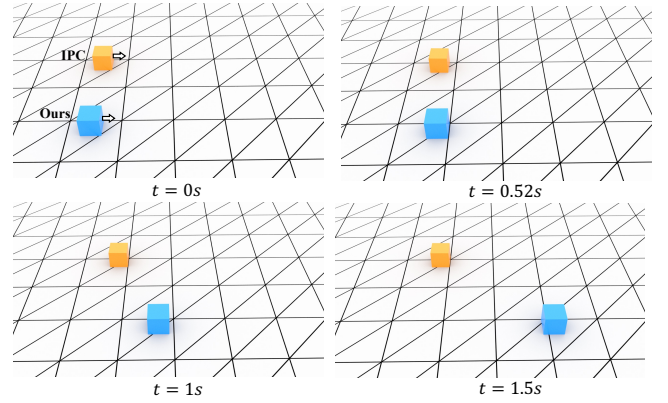 IPC
Ours
t = 0s
t = 0.52s
t = 1s
t = 1.5s